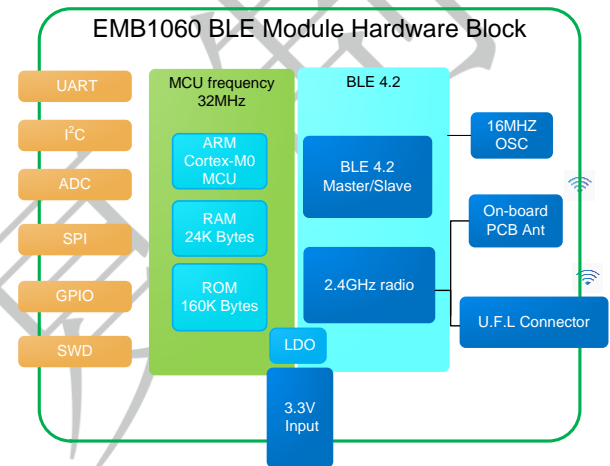 EMB1060 BLE Module Hardware Block
UART
I²C
ADC
SPI
GPIO
SWD
MCU frequency
32MHz
ARM
Cortex-M0
MCU
RAM
24K Bytes
ROM
160K Bytes
BLE 4.2
BLE 4.2
Master/Slave
2.4GHz radio
LDO
3.3V
Input
16MHZ
OSC
On-board
PCB Ant
U.F.L Connector